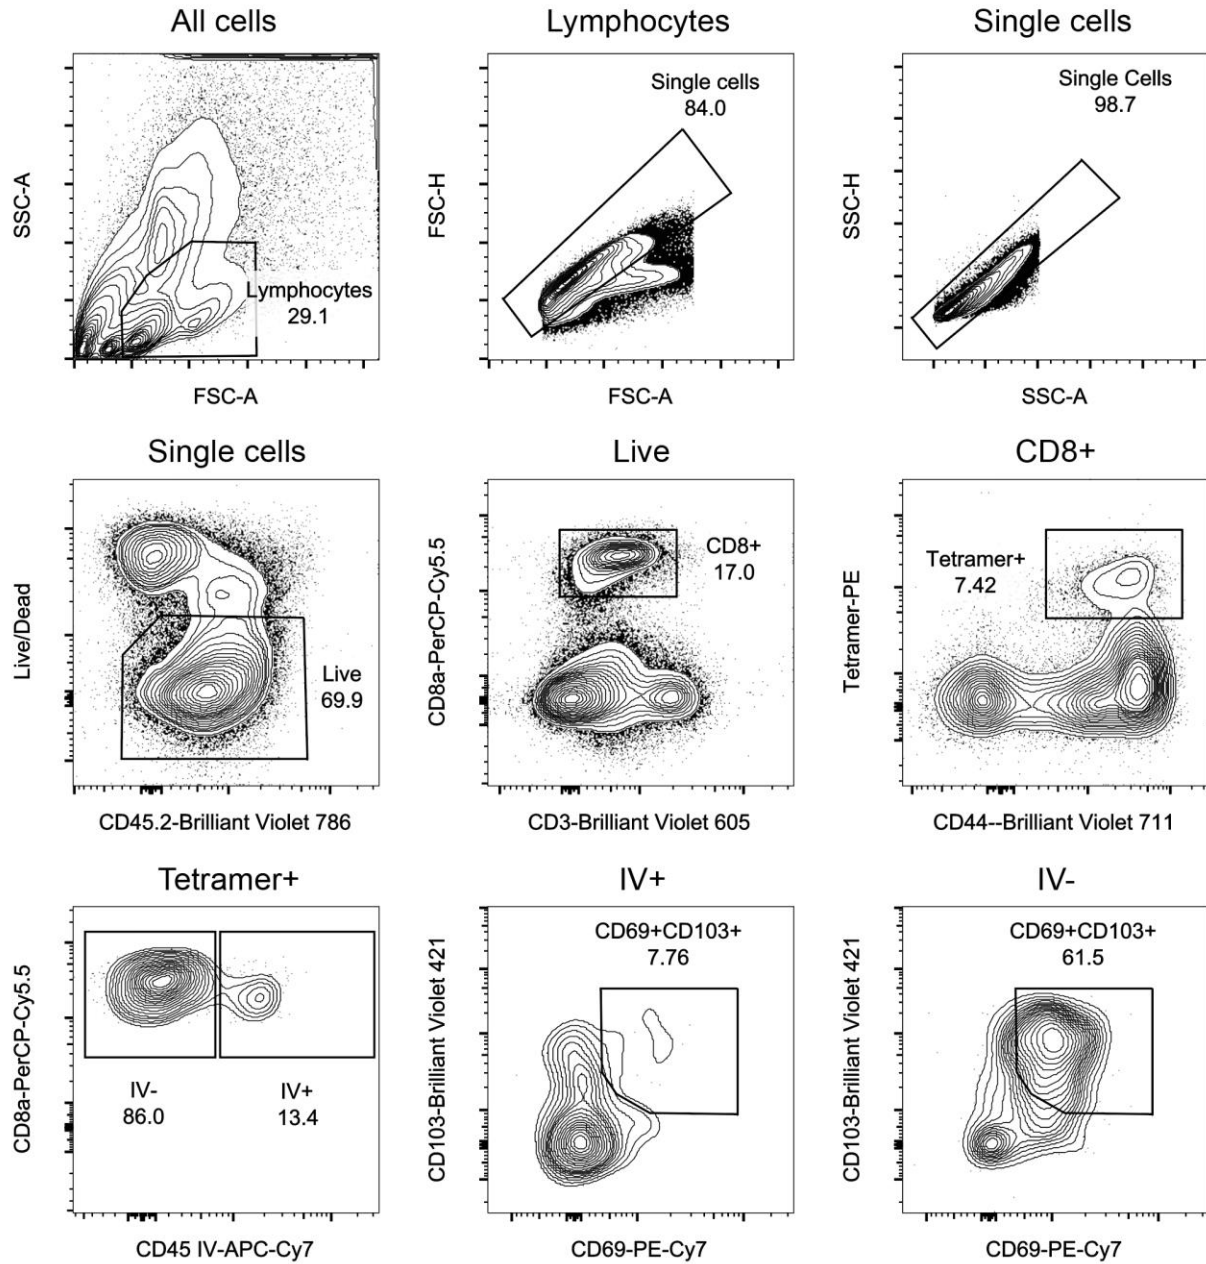 All cells
Lymphocytes
Single cells
SSC-A
Lymphocytes
29.1
FSC-A
FSC-H
Single cells
84.0
FSC-A
SSC-H
Single Cells
98.7
SSC-A
Single cells
Live
CD8+
Live/Dead
Live
69.9
CD45.2-Brilliant Violet 786
CD8a-PerCP-Cy5.5
CD8+
17.0
CD3-Brilliant Violet 605
Tetramer-PE
Tetramer+
7.42
CD44--Brilliant Violet 711
Tetramer+
IV+
IV-
CD8a-PerCP-Cy5.5
IV-
86.0
IV+
13.4
CD45 IV-APC-Cy7
CD103-Brilliant Violet 421
CD69+CD103+
7.76
CD69-PE-Cy7
CD103-Brilliant Violet 421
CD69+CD103+
61.5
CD69-PE-Cy7